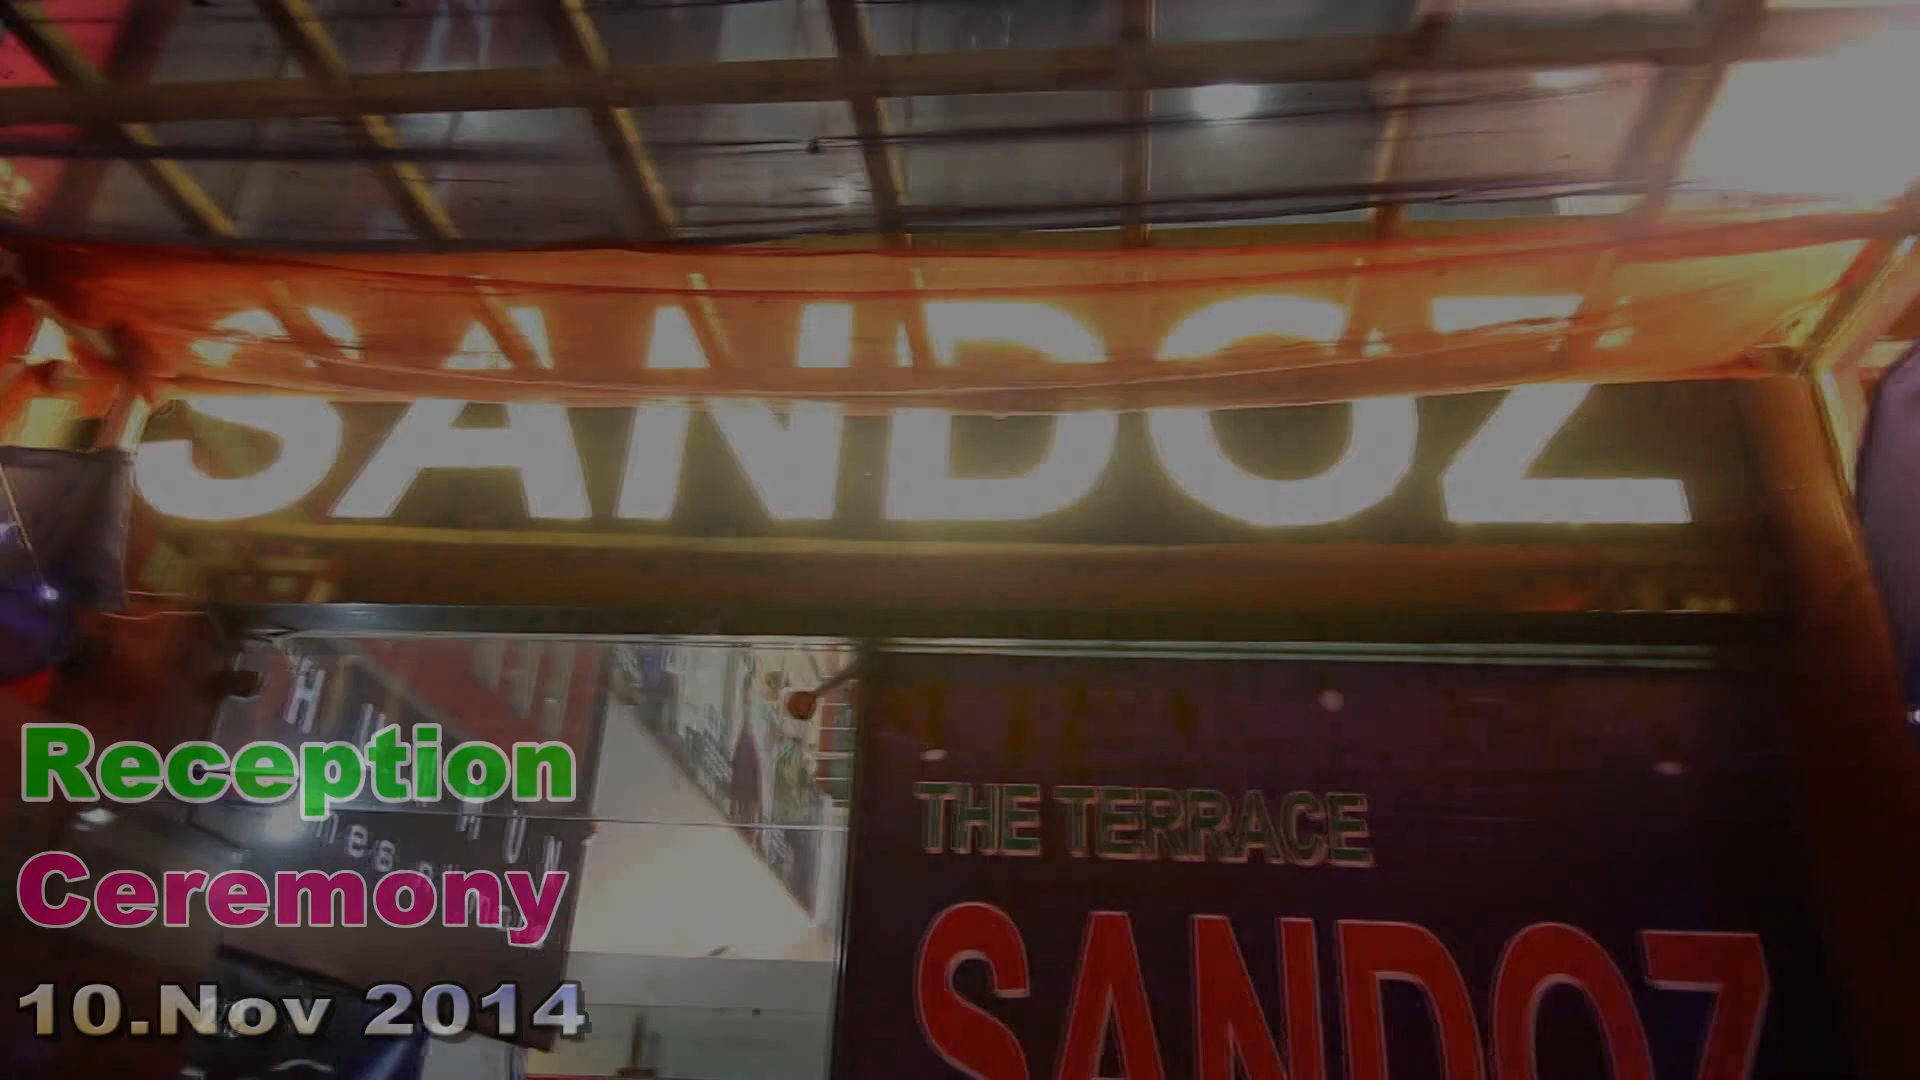 SANDOZ
THE TERRACE
SANDOZ
Reception
Ceremony
10.Nov 2014